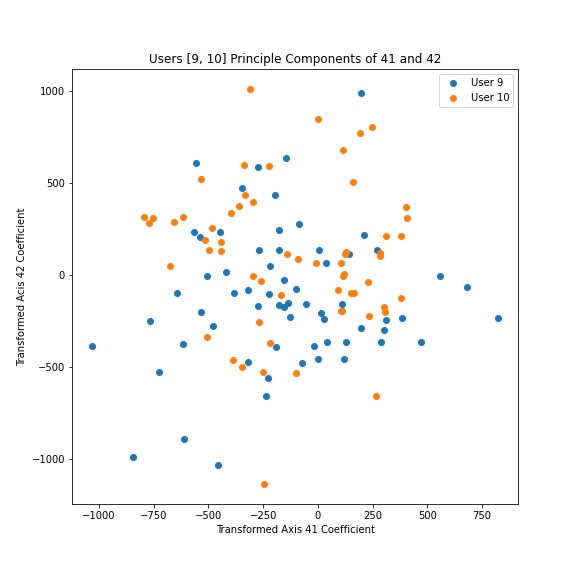 Users [9, 10] Principle Components of 41 and 42
User 9
User 10
1000
500
0
−500
−1000
Transformed Acis 42 Coefficient
−1000 −750 −500 −250 0 250 500 750
Transformed Axis 41 Coefficient